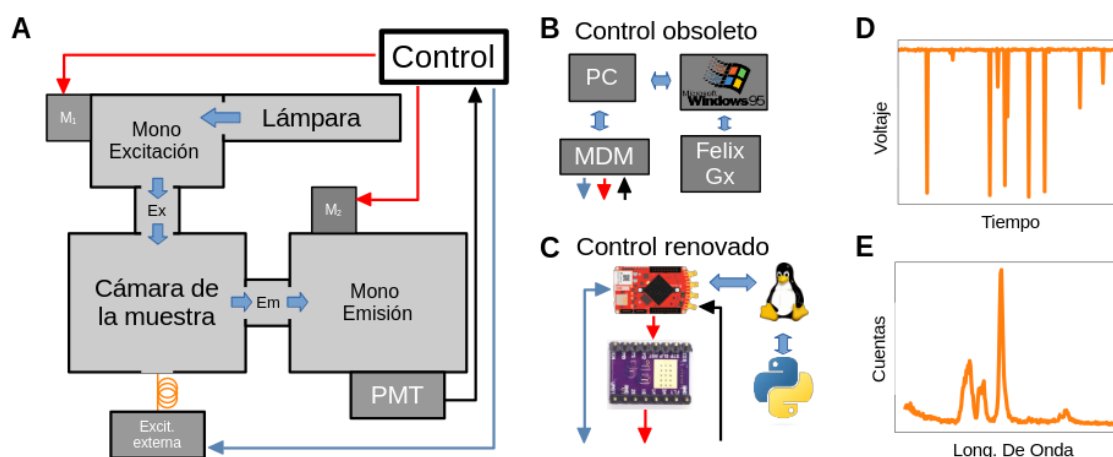 A
Control
M₁
Lámpara
Mono
Excitación
Ex
M₂
Cámara de
la muestra
Em
Mono
Emisión
PMT
Excit.
externa
B
Control obsoleto
PC
Microsoft
Windows 95
MDM
Felix
Gx
C
Control renovado
D
Voltaje
Tiempo
E
Cuentas
Long. De Onda